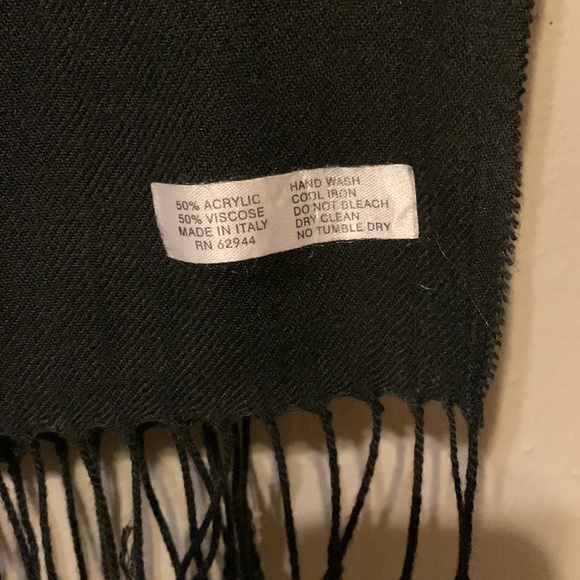 50% ACRYLIC
50% VISCOSE
MADE IN ITALY
RN 62944
HAND WASH
COOL IRON
DO NOT BLEACH
DRY CLEAN
NO TUMBLE DRY